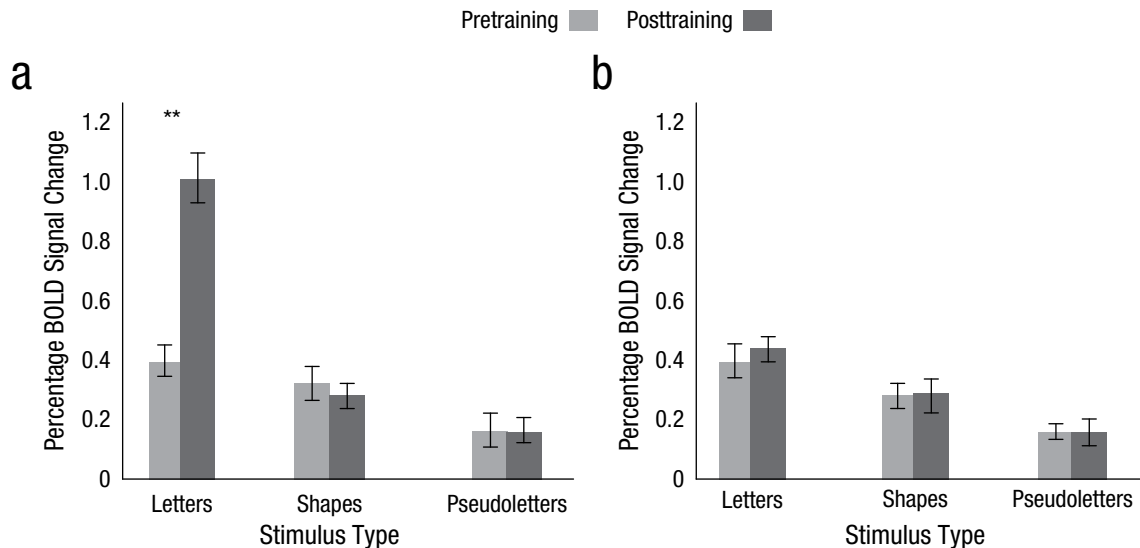 Pretraining Posttraining
a
Percentage BOLD Signal Change
1.2
1.0
0.8
0.6
0.4
0.2
0
**
Letters Shapes Pseudoletters
Stimulus Type
b
Percentage BOLD Signal Change
1.2
1.0
0.8
0.6
0.4
0.2
0
Letters Shapes Pseudoletters
Stimulus Type